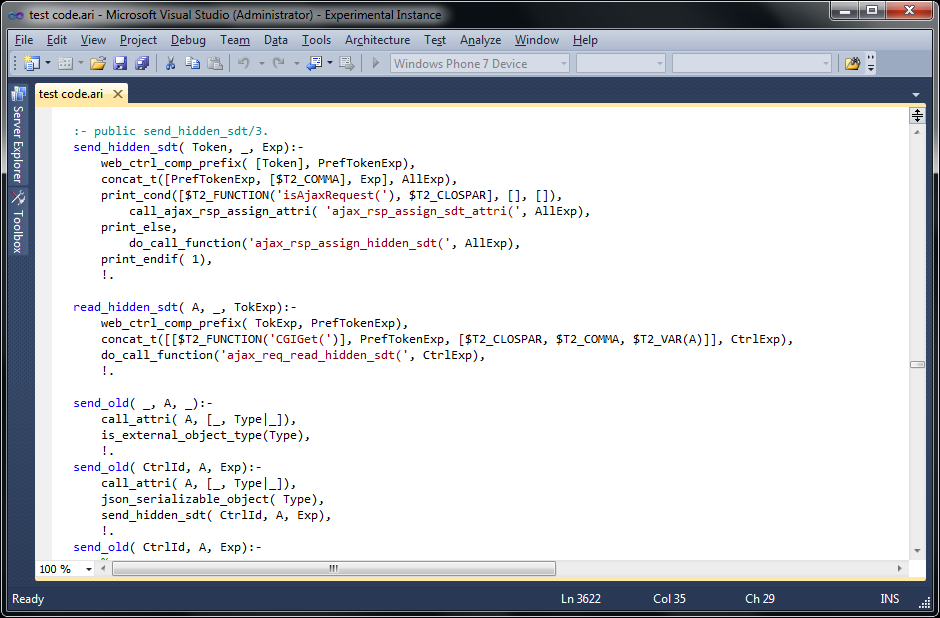 test code.ari - Microsoft Visual Studio (Administrator) - Experimental Instance
File Edit View Project Debug Team Data Tools Architecture Test Analyze Window Help
Windows Phone 7 Device
Server Explorer
Toolbox
test code.ari
:- public send_hidden_sdt/3.
send_hidden_sdt( Token, _, Exp):-
web_ctrl_comp_prefix( [Token], PrefTokenExp),
concat_t([PrefTokenExp, [$T2_COMMA], Exp], AllExp),
print_cond([$T2_FUNCTION('isAjaxRequest('), $T2_CLOSPAR], [], []),
call_ajax_rsp_assign_attri( 'ajax_rsp_assign_sdt_attri(', AllExp),
print_else,
do_call_function('ajax_rsp_assign_hidden_sdt(', AllExp),
print_endif( 1),
!.
read_hidden_sdt( A, _, TokExp):-
web_ctrl_comp_prefix( TokExp, PrefTokenExp),
concat_t([[$T2_FUNCTION('CGIGet(')], PrefTokenExp, [$T2_CLOSPAR, $T2_COMMA, $T2_VAR(A)]], CtrlExp),
do_call_function('ajax_req_read_hidden_sdt(', CtrlExp),
!.
send_old( _, A, _):-
call_attri( A, [_, Type|_]),
is_external_object_type(Type),
!.
send_old( CtrlId, A, Exp):-
call_attri( A, [_, Type|_]),
json_serializable_object( Type),
send_hidden_sdt( CtrlId, A, Exp),
!.
send_old( CtrlId, A, Exp):-
100 %
Ready Ln 3622 Col 35 Ch 29 INS